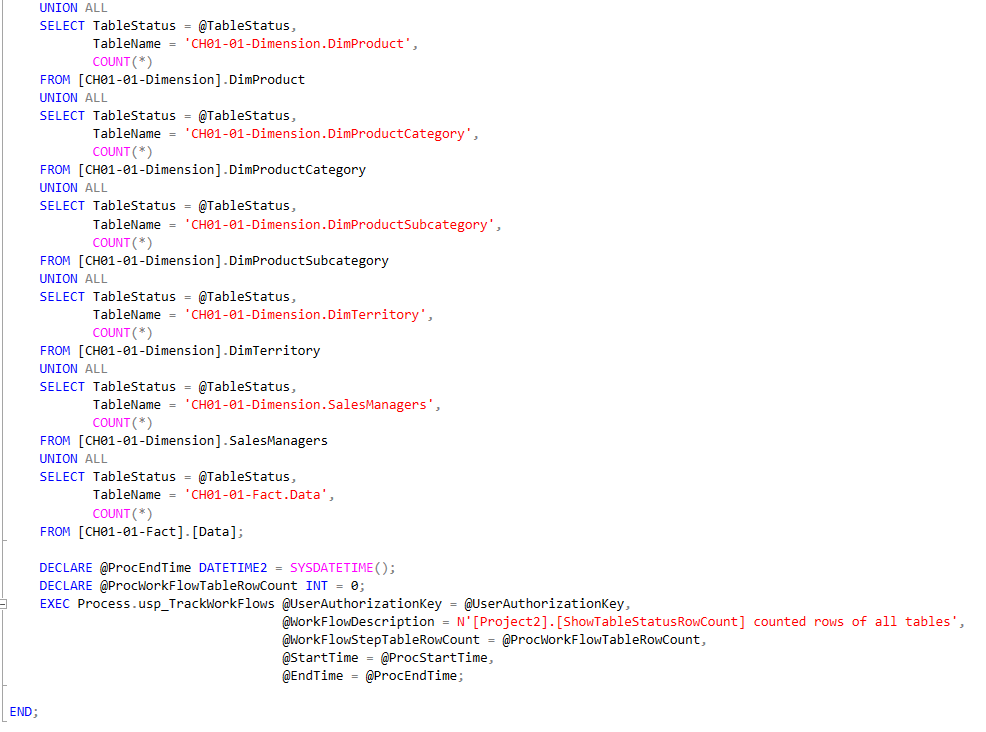 UNION ALL
SELECT TableStatus = @TableStatus,
TableName = 'CH01-01-Dimension.DimProduct',
COUNT(*)
FROM [CH01-01-Dimension].DimProduct
UNION ALL
SELECT TableStatus = @TableStatus,
TableName = 'CH01-01-Dimension.DimProductCategory',
COUNT(*)
FROM [CH01-01-Dimension].DimProductCategory
UNION ALL
SELECT TableStatus = @TableStatus,
TableName = 'CH01-01-Dimension.DimProductSubcategory',
COUNT(*)
FROM [CH01-01-Dimension].DimProductSubcategory
UNION ALL
SELECT TableStatus = @TableStatus,
TableName = 'CH01-01-Dimension.DimTerritory',
COUNT(*)
FROM [CH01-01-Dimension].DimTerritory
UNION ALL
SELECT TableStatus = @TableStatus,
TableName = 'CH01-01-Dimension.SalesManagers',
COUNT(*)
FROM [CH01-01-Dimension].SalesManagers
UNION ALL
SELECT TableStatus = @TableStatus,
TableName = 'CH01-01-Fact.Data',
COUNT(*)
FROM [CH01-01-Fact].[Data];
DECLARE @ProcEndTime DATETIME2 = SYSDATETIME();
DECLARE @ProcWorkFlowTableRowCount INT = 0;
EXEC Process.usp_TrackWorkFlows @UserAuthorizationKey = @UserAuthorizationKey,
@WorkFlowDescription = N'[Project2].[ShowTableStatusRowCount] counted rows of all tables',
@WorkFlowStepTableRowCount = @ProcWorkFlowTableRowCount,
@StartTime = @ProcStartTime,
@EndTime = @ProcEndTime;
END;